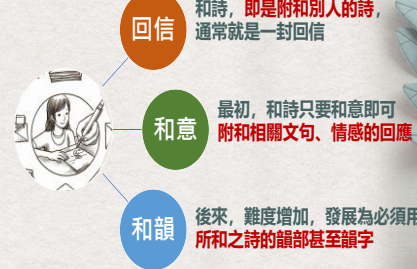 回信
和詩，即是附和別人的詩，
通常就是一封回信
和意
最初，和詩只要和意即可
附和相關文句、情感的回應
和韻
後來，難度增加，發展為必須用
所和之詩的韻部甚至韻字